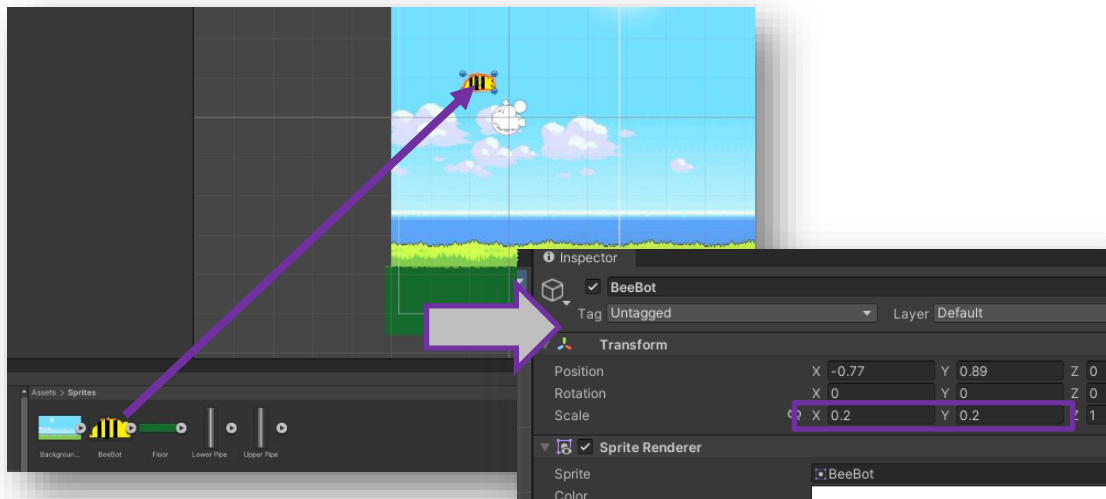 Inspector
BeeBot
Tag Untagged Layer Default
Transform
Position X -0.77 Y 0.89 Z 0
Rotation X 0 Y 0 Z 0
Scale X 0.2 Y 0.2 Z 1
Sprite Renderer
Sprite BeeBot
Color
Assets > Sprites
Backgroun... BeeBot Floor Lower Pipe Upper Pipe